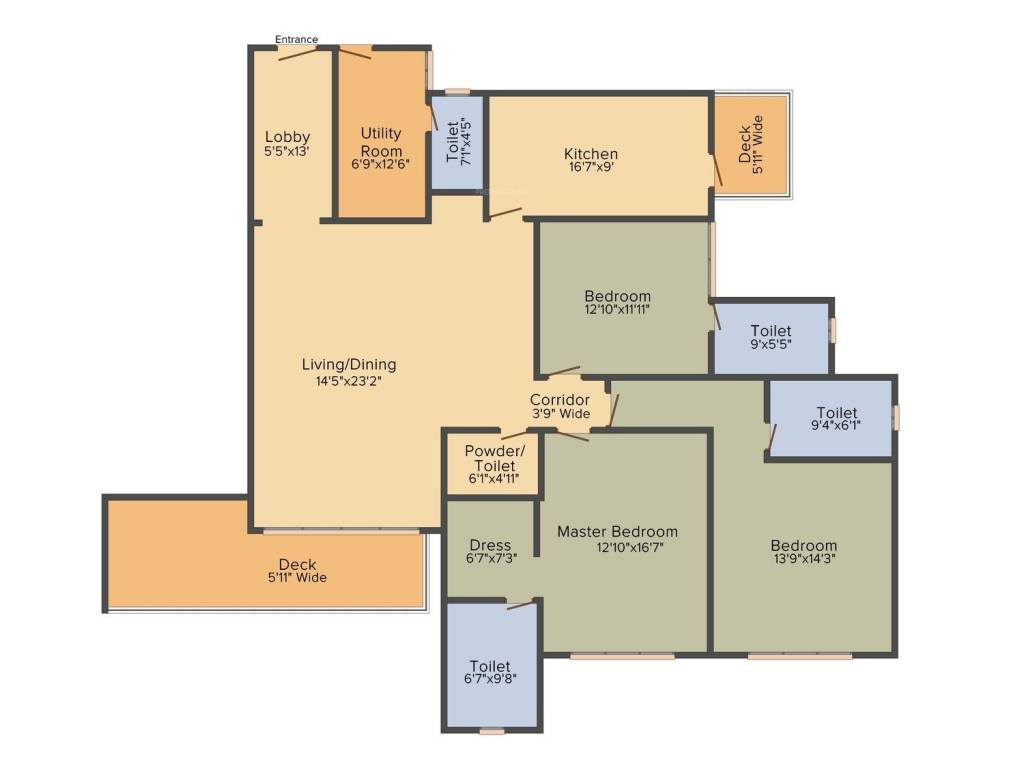 Entrance
Lobby
5'5"x13'
Utility
Room
6'9"x12'6"
Toilet
7'1"x4'5"
Kitchen
16'7"x9'
Deck
5'11" Wide
Bedroom
12'10"x11'11"
Toilet
9'x5'5"
Living/Dining
14'5"x23'2"
Corridor
3'9" Wide
Toilet
9'4"x6'1"
Powder/
Toilet
6'1"x4'11"
Master Bedroom
12'10"x16'7"
Dress
6'7"x7'3"
Bedroom
13'9"x14'3"
Deck
5'11" Wide
Toilet
6'7"x9'8"